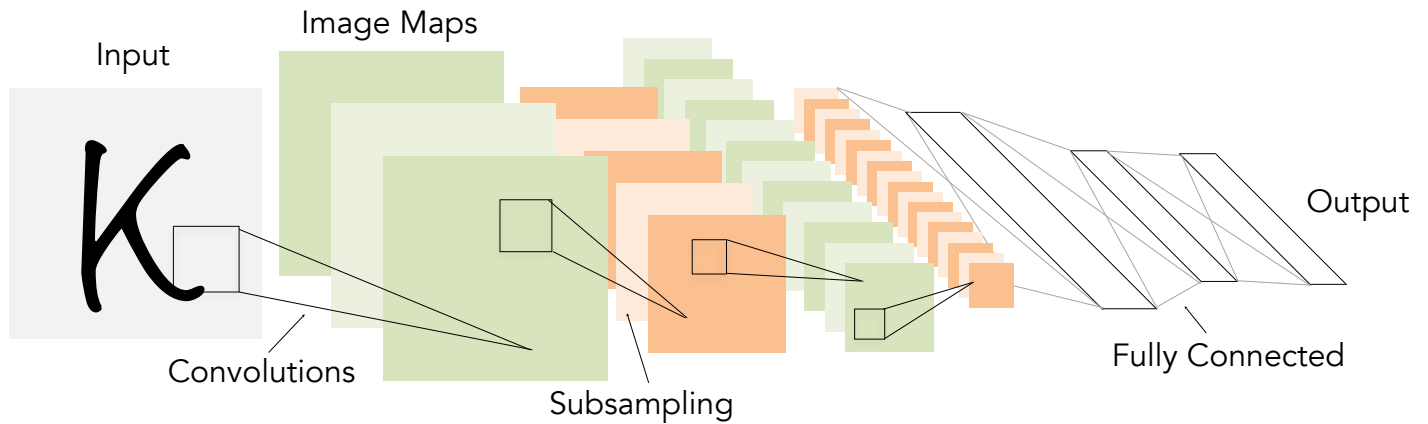 Input
Image Maps
K
Convolutions
Subsampling
Fully Connected
Output